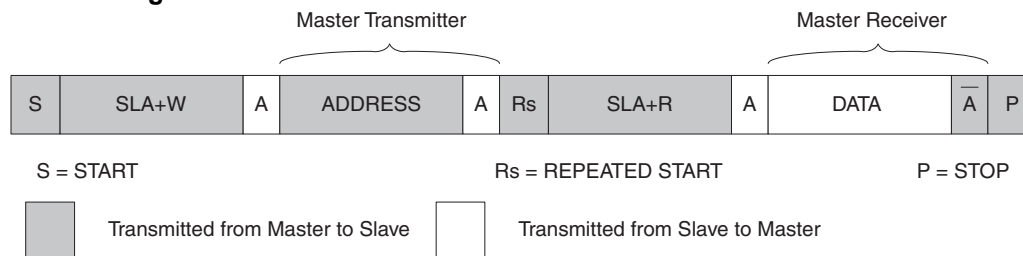 Master Transmitter Master Receiver
S SLA+W A ADDRESS A Rs SLA+R A DATA A̅ P
S = START Rs = REPEATED START P = STOP
Transmitted from Master to Slave Transmitted from Slave to Master